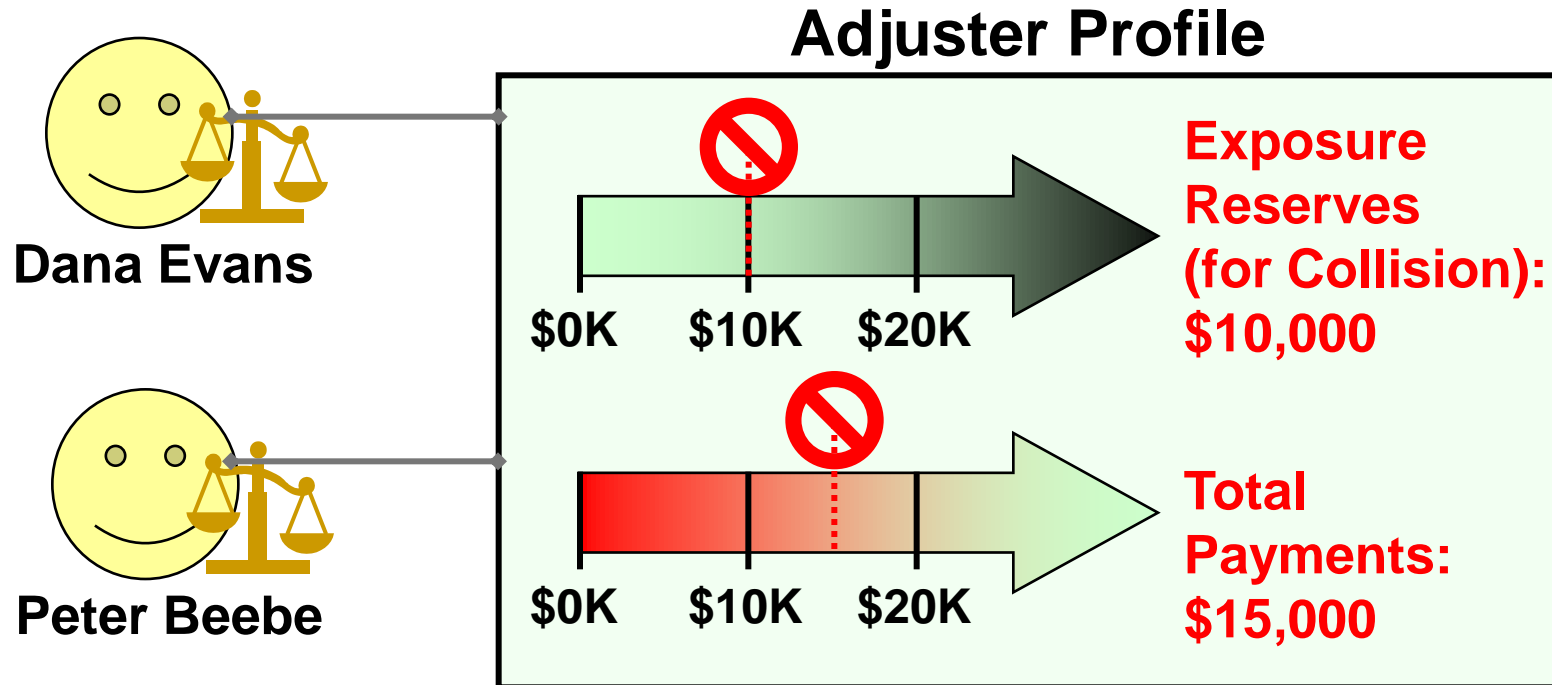 Adjuster Profile
Dana Evans
$0K $10K $20K
Exposure
Reserves
(for Collision):
$10,000
Peter Beebe
$0K $10K $20K
Total
Payments:
$15,000